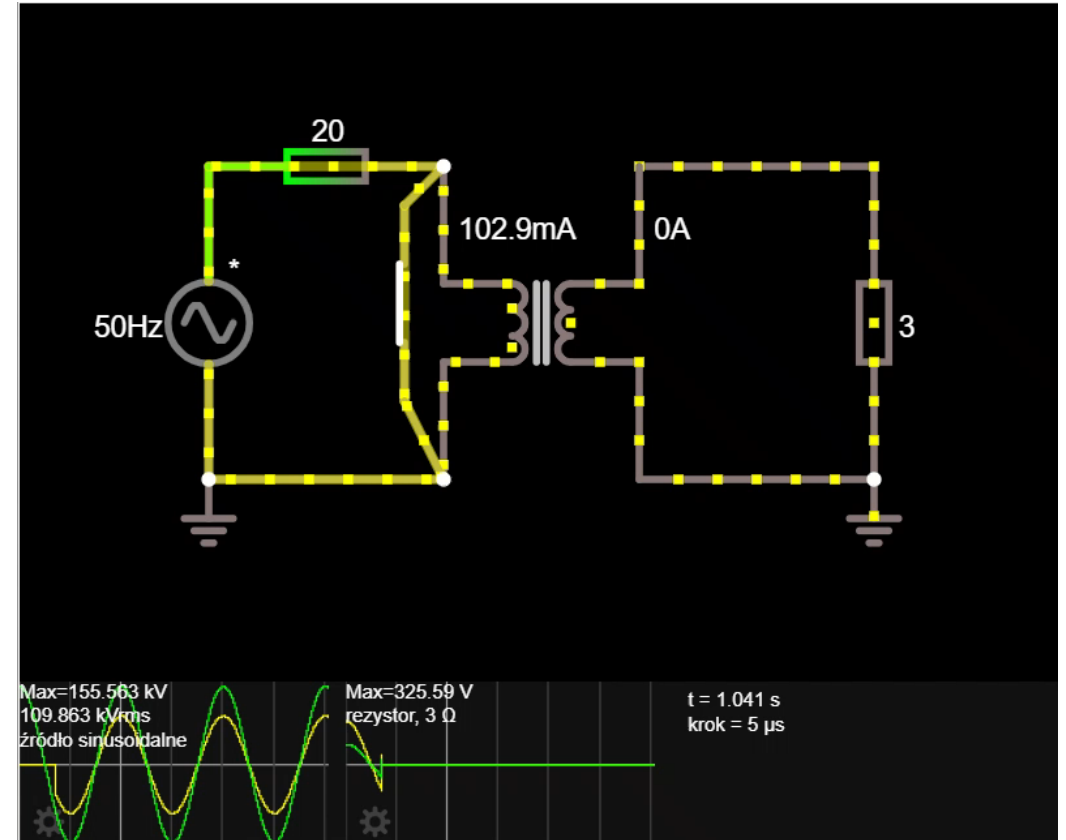 20
*
102.9mA
0A
50Hz
3
Max=155.563 kV
109.863 kVrms
źródło sinusoidalne
Max=325.59 V
rezystor, 3 Ω
t = 1.041 s
krok = 5 μs